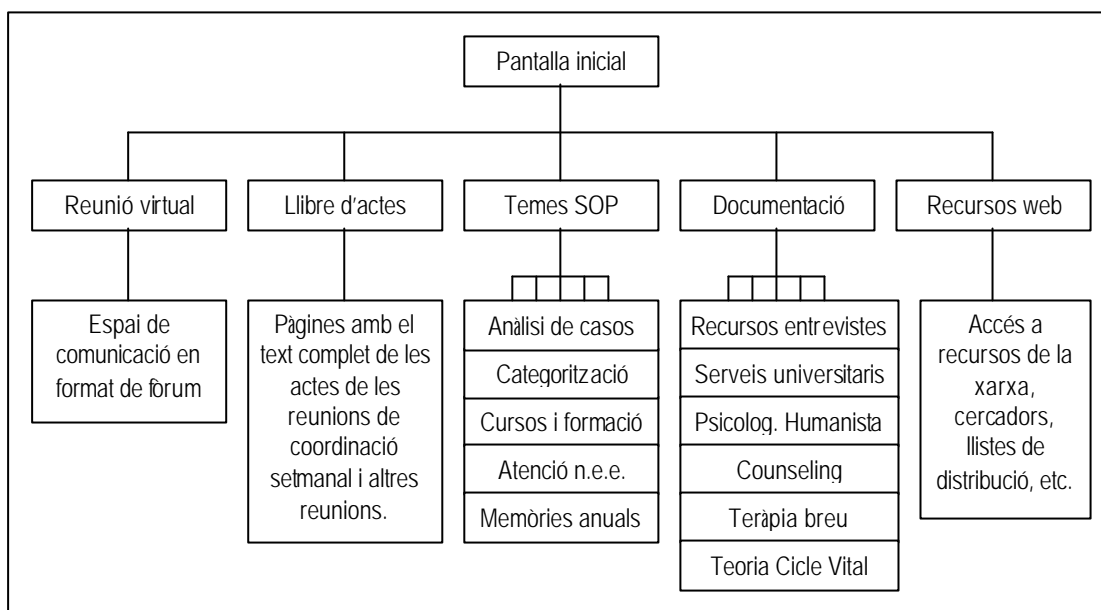 Pantalla inicial
Reunió virtual
Llibre d'actes
Temes SOP
Documentació
Recursos web
Espai de
comunicació en
format de fòrum
Pàgines amb el
text complet de les
actes de les
reunions de
coordinació
setmanal i altres
reunions.
Anàlisi de casos
Categorització
Cursos i formació
Atenció n.e.e.
Memòries anuals
Recursos entrevistes
Serveis universitaris
Psicolog. Humanista
Counseling
Teràpia breu
Teoria Cicle Vital
Accés a
recursos de la
xarxa,
cercadors,
llistes de
distribució, etc.